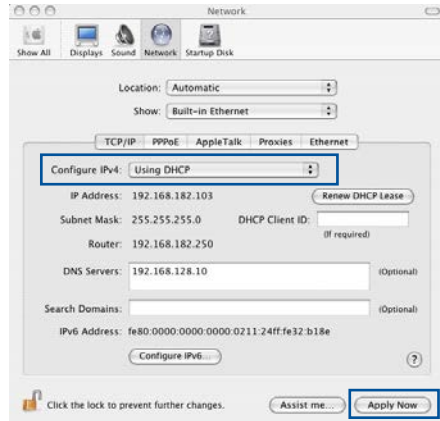 Network
Show All Displays Sound Network Startup Disk
Location: Automatic
Show: Built-in Ethernet
TCP/IP PPPoE AppleTalk Proxies Ethernet
Configure IPv4: Using DHCP
IP Address: 192.168.182.103 Renew DHCP Lease
Subnet Mask: 255.255.255.0 DHCP Client ID:
(If required)
Router: 192.168.182.250
DNS Servers: 192.168.128.10 (Optional)
Search Domains: (Optional)
IPv6 Address: fe80:0000:0000:0000:0211:24ff:fe32:b18e
Configure IPv6...
?
Click the lock to prevent further changes. Assist me... Apply Now